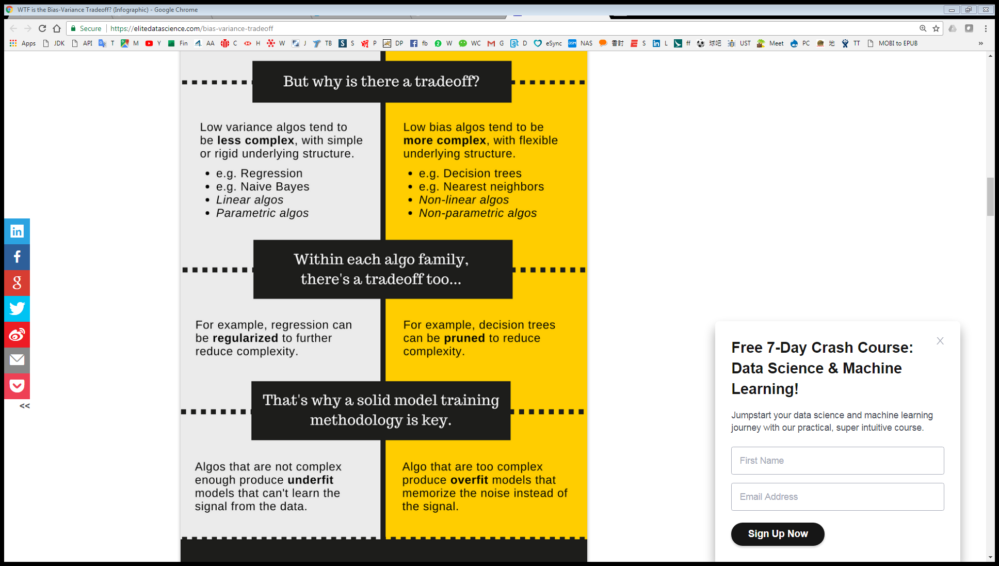 WTF is the Bias-Variance Tradeoff? (Infographic) - Google Chrome
Secure https://elitedatascience.com/bias-variance-tradeoff
Apps JDK API T M Y Fin AA C H W J TB S S P DP fb W WC M G D eSync NAS S L ff 球吧 UST Meet PC 地 TT MOBI to EPUB »
But why is there a tradeoff?
Low variance algos tend to
be less complex, with simple
or rigid underlying structure.
• e.g. Regression
• e.g. Naive Bayes
• Linear algos
• Parametric algos
Low bias algos tend to be
more complex, with flexible
underlying structure.
• e.g. Decision trees
• e.g. Nearest neighbors
• Non-linear algos
• Non-parametric algos
Within each algo family,
there's a tradeoff too...
For example, regression can
be regularized to further
reduce complexity.
For example, decision trees
can be pruned to reduce
complexity.
That's why a solid model training
methodology is key.
Algos that are not complex
enough produce underfit
models that can't learn the
signal from the data.
Algo that are too complex
produce overfit models that
memorize the noise instead of
the signal.
in
f
g
<<
X
Free 7-Day Crash Course:
Data Science & Machine
Learning!
Jumpstart your data science and machine learning
journey with our practical, super intuitive course.
First Name
Email Address
Sign Up Now